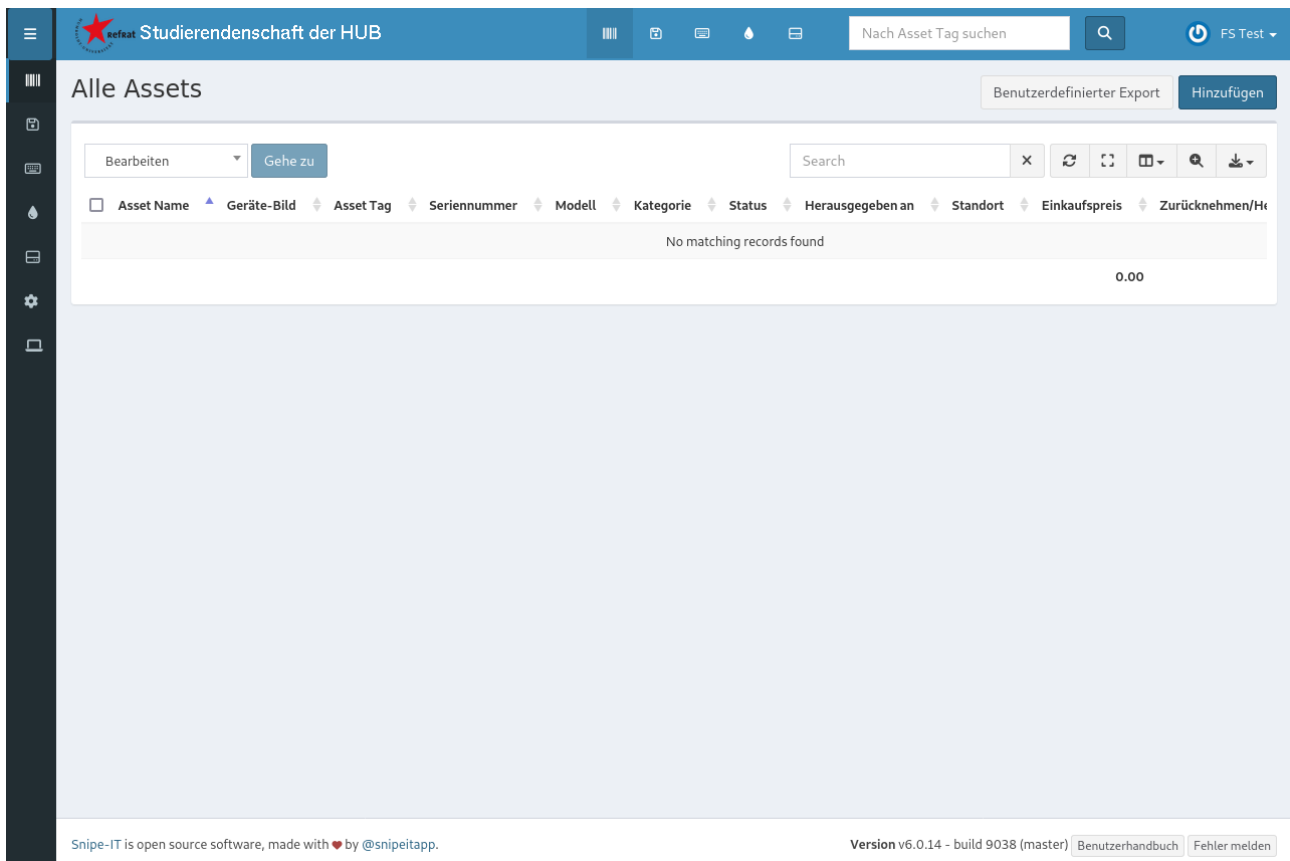 Refrat Studierendenschaft der HUB
Nach Asset Tag suchen
FS Test
Alle Assets
Benutzerdefinierter Export
Hinzufügen
Bearbeiten
Gehe zu
Search
Asset Name Geräte-Bild Asset Tag Seriennummer Modell Kategorie Status Herausgegeben an Standort Einkaufspreis Zurücknehmen/He
No matching records found
0.00
Snipe-IT is open source software, made with by @snipeitapp.
Version v6.0.14 - build 9038 (master) Benutzerhandbuch Fehler melden